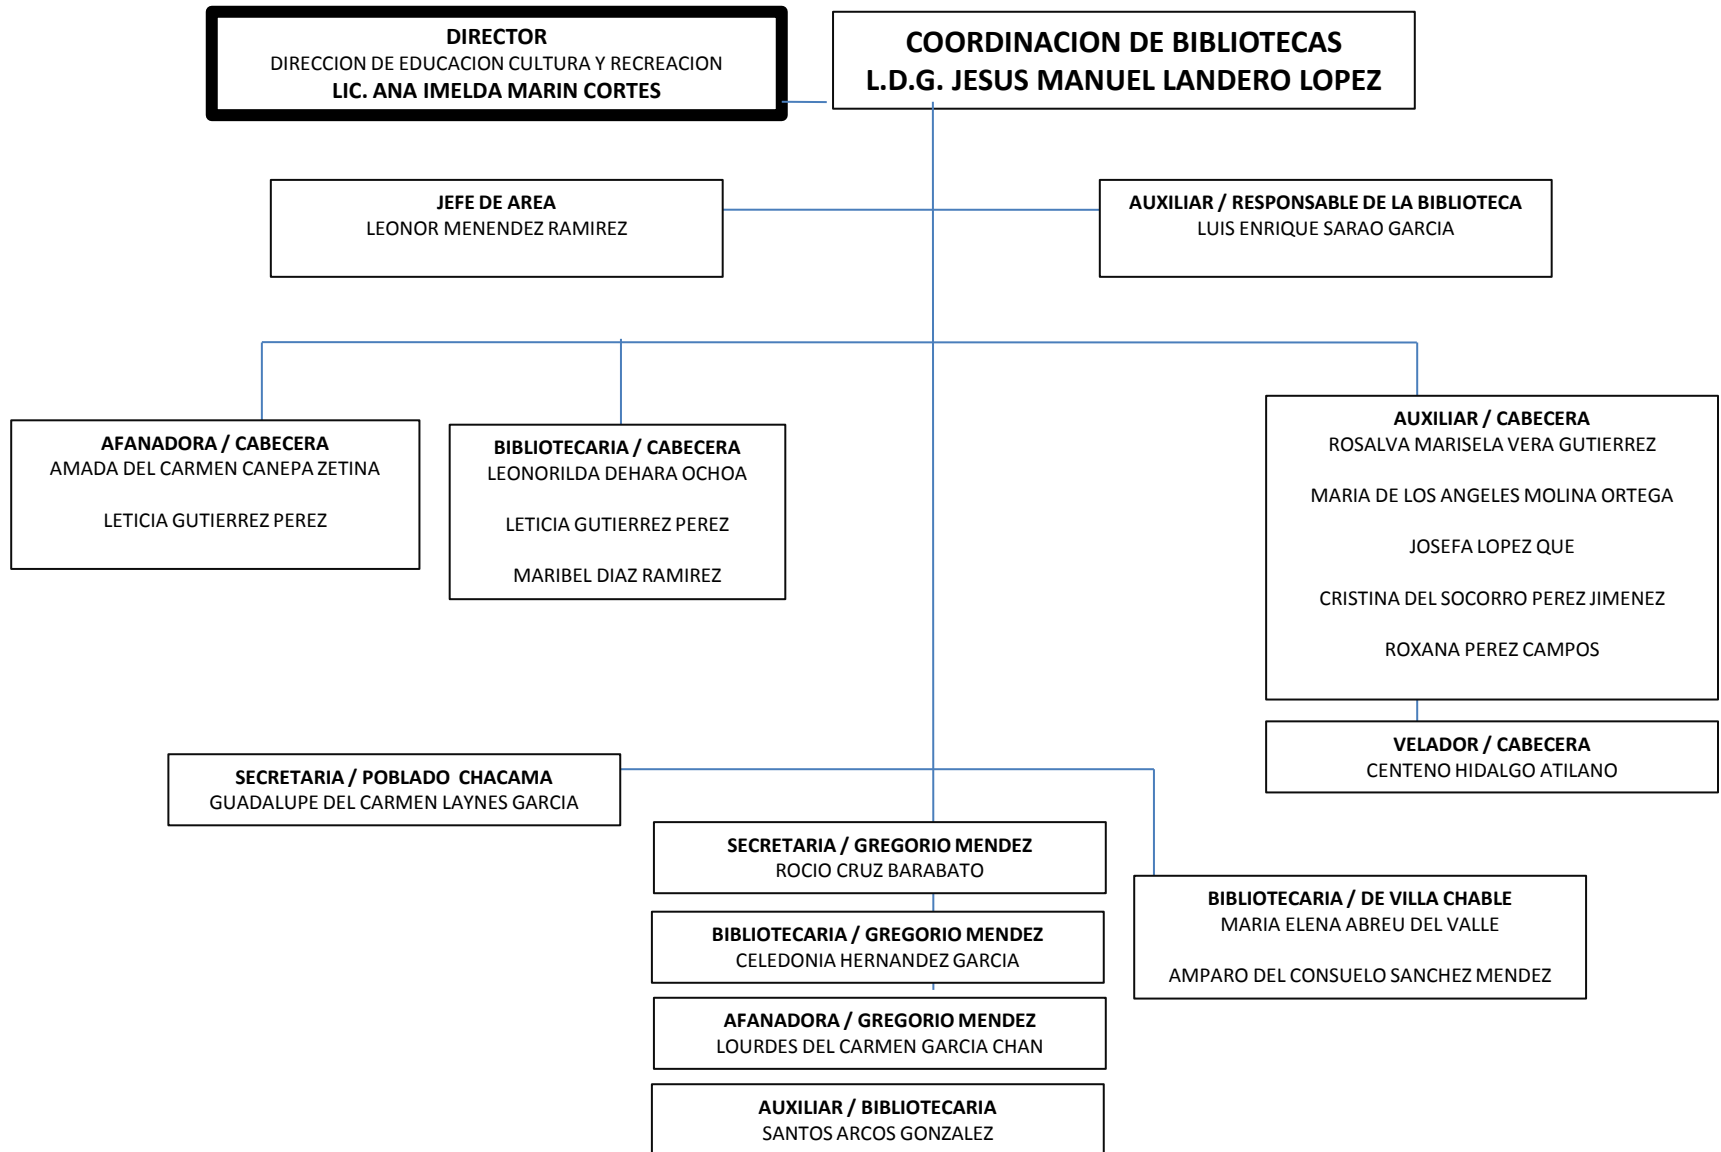 DIRECTOR
DIRECCION DE EDUCACION CULTURA Y RECREACION
LIC. ANA IMELDA MARIN CORTES
COORDINACION DE BIBLIOTECAS
L.D.G. JESUS MANUEL LANDERO LOPEZ
JEFE DE AREA
LEONOR MENENDEZ RAMIREZ
AUXILIAR / RESPONSABLE DE LA BIBLIOTECA
LUIS ENRIQUE SARAO GARCIA
AFANADORA / CABECERA
AMADA DEL CARMEN CANEPA ZETINA
LETICIA GUTIERREZ PEREZ
BIBLIOTECARIA / CABECERA
LEONORILDA DEHARA OCHOA
LETICIA GUTIERREZ PEREZ
MARIBEL DIAZ RAMIREZ
AUXILIAR / CABECERA
ROSALVA MARISELA VERA GUTIERREZ
MARIA DE LOS ANGELES MOLINA ORTEGA
JOSEFA LOPEZ QUE
CRISTINA DEL SOCORRO PEREZ JIMENEZ
ROXANA PEREZ CAMPOS
VELADOR / CABECERA
CENTENO HIDALGO ATILANO
SECRETARIA / POBLADO CHACAMA
GUADALUPE DEL CARMEN LAYNES GARCIA
SECRETARIA / GREGORIO MENDEZ
ROCIO CRUZ BARABATO
BIBLIOTECARIA / GREGORIO MENDEZ
CELEDONIA HERNANDEZ GARCIA
AFANADORA / GREGORIO MENDEZ
LOURDES DEL CARMEN GARCIA CHAN
AUXILIAR / BIBLIOTECARIA
SANTOS ARCOS GONZALEZ
BIBLIOTECARIA / DE VILLA CHABLE
MARIA ELENA ABREU DEL VALLE
AMPARO DEL CONSUELO SANCHEZ MENDEZ